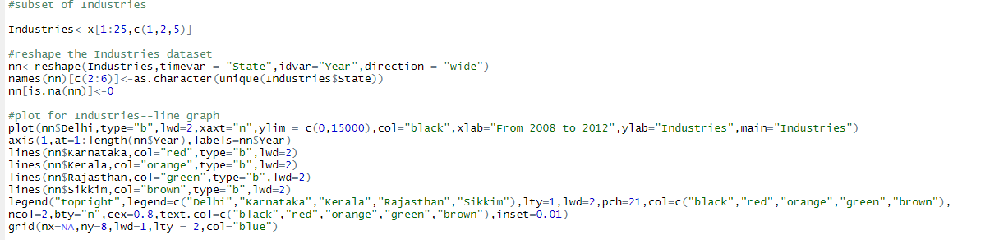 #subset of Industries
Industries<-x[1:25,c(1,2,5)]
#reshape the Industries dataset
nn<-reshape(Industries,timevar = "State",idvar="Year",direction = "wide")
names(nn)[c(2:6)]<-as.character(unique(Industries$State))
nn[is.na(nn)]<-0
#plot for Industries--line graph
plot(nn$Delhi,type="b",lwd=2,xaxt="n",ylim = c(0,15000),col="black",xlab="From 2008 to 2012",ylab="Industries",main="Industries")
axis(1,at=1:length(nn$Year),labels=nn$Year)
lines(nn$Karnataka,col="red",type="b",lwd=2)
lines(nn$Kerala,col="orange",type="b",lwd=2)
lines(nn$Rajasthan,col="green",type="b",lwd=2)
lines(nn$Sikkim,col="brown",type="b",lwd=2)
legend("topright",legend=c("Delhi","Karnataka","Kerala","Rajasthan","Sikkim"),lty=1,lwd=2,pch=21,col=c("black","red","orange","green","brown"),
ncol=2,bty="n",cex=0.8,text.col=c("black","red","orange","green","brown"),inset=0.01)
grid(nx=NA,ny=8,lwd=1,lty = 2,col="blue")